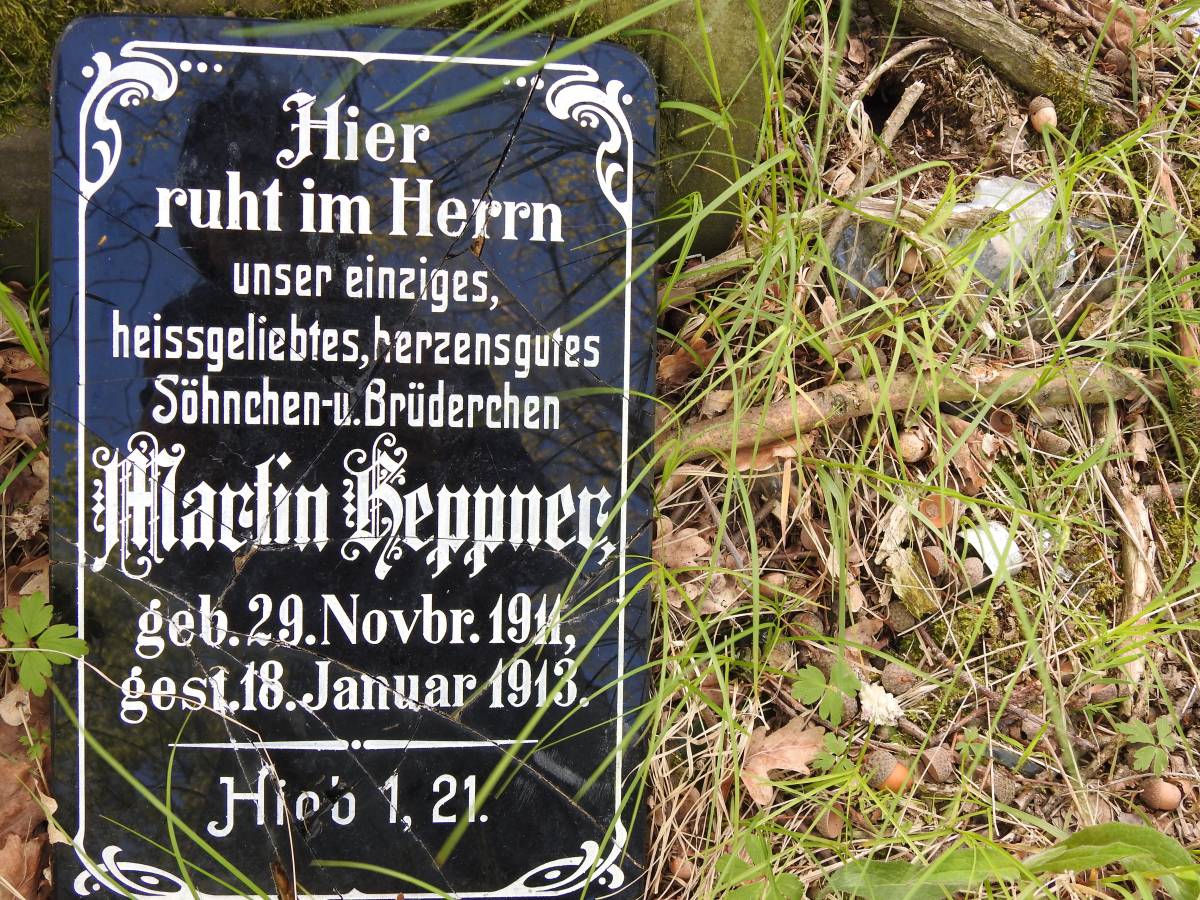 Hier
ruht im Herrn
unser einziges,
heissgeliebtes, herzensgutes
Söhnchen-u. Brüderchen
Martin Heppner,
geb. 29. Novbr. 1911,
gest. 18. Januar 1913.
Hiob 1, 21.